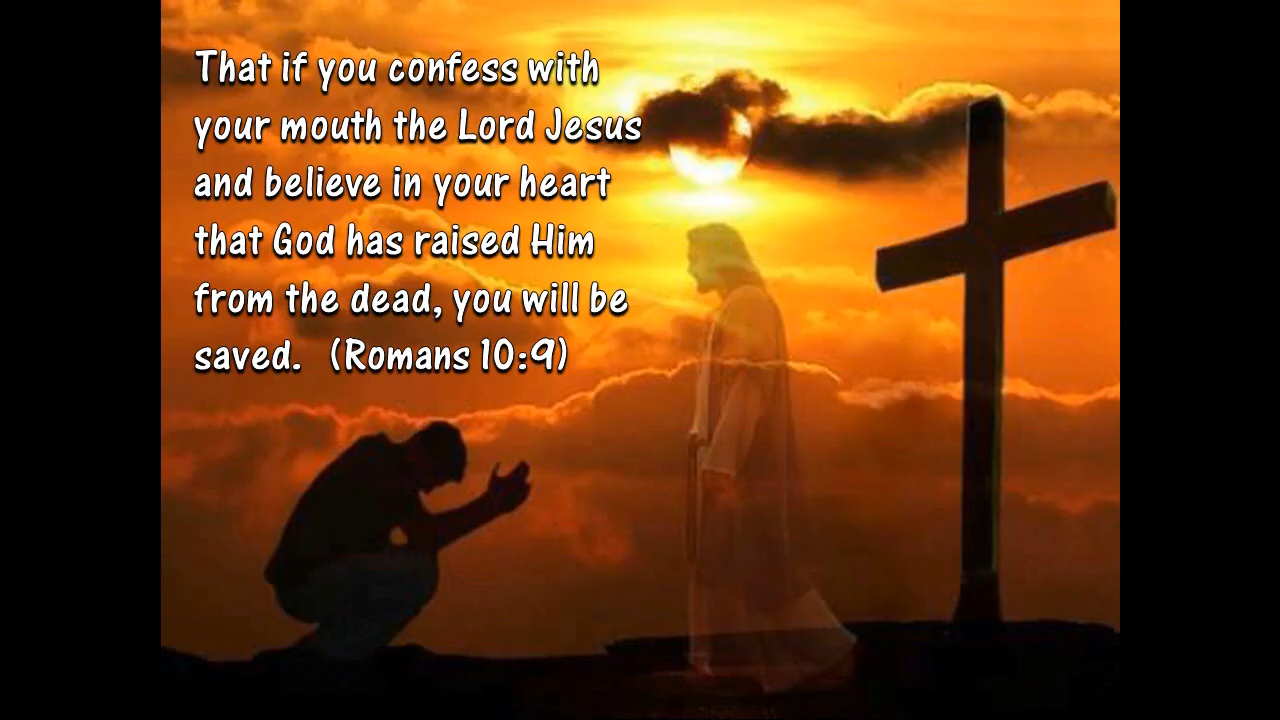 That if you confess with
your mouth the Lord Jesus
and believe in your heart
that God has raised Him
from the dead, you will be
saved. (Romans 10:9)